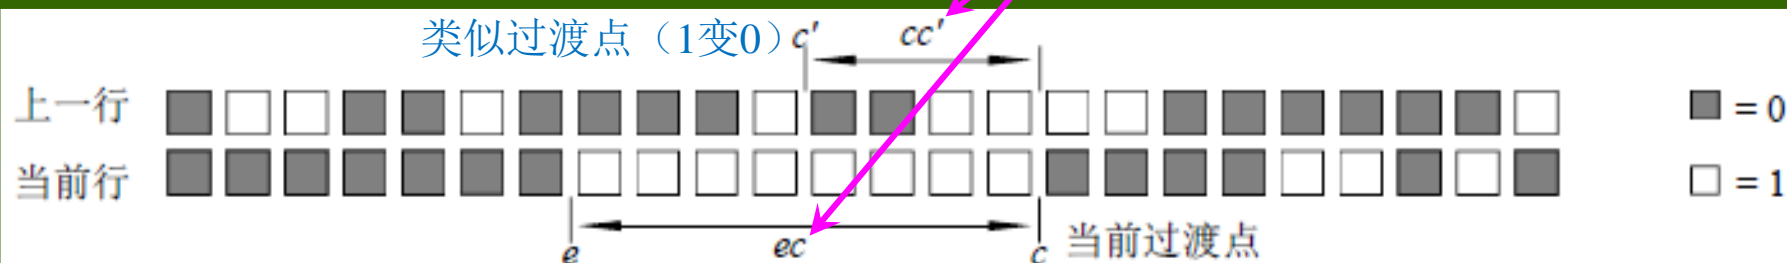 类似过渡点（1变0） c' cc'
上一行 = 0
当前行 = 1
e ec c 当前过渡点